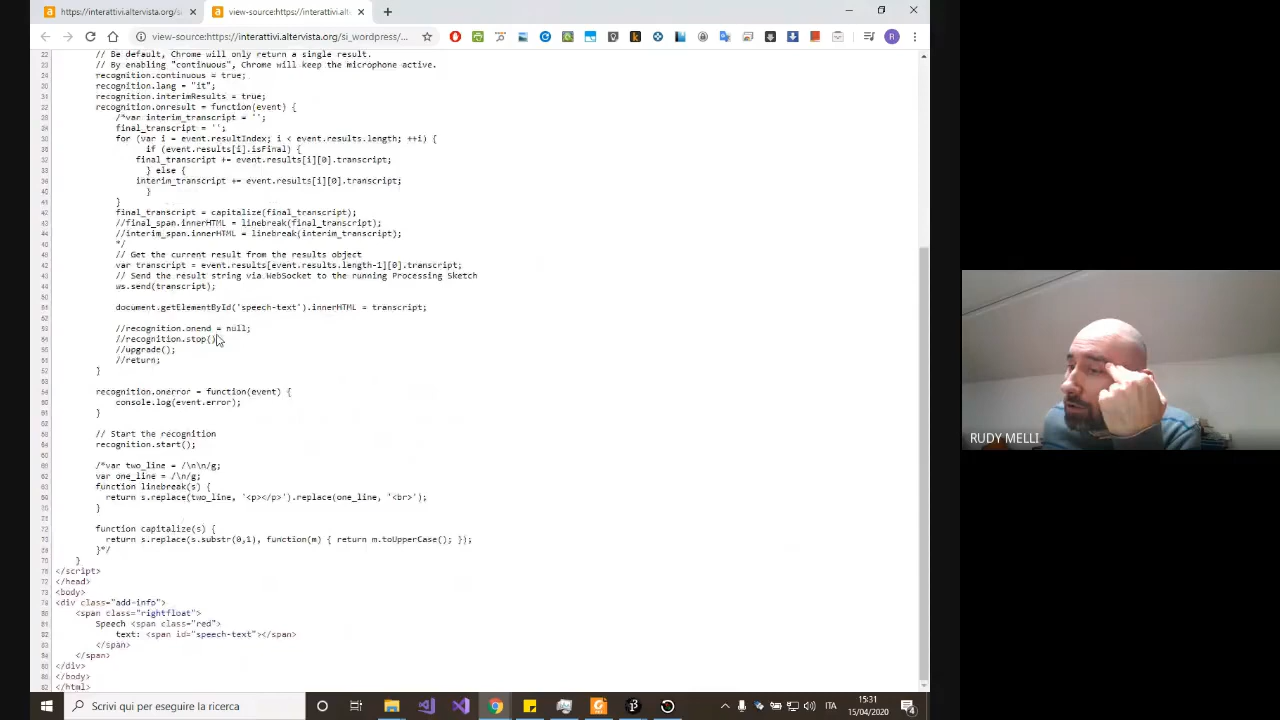 https://interattivi.altervista.org/si
view-source:https://interattivi.alter
view-source:https://interattivi.altervista.org/si_wordpress/...
R
// Be default, Chrome will only return a single result.
// By enabling "continuous", Chrome will keep the microphone active.
recognition.continuous = true;
recognition.lang = "it";
recognition.interimResults = true;
recognition.onresult = function(event) {
/*var interim_transcript = '';
final_transcript = '';
for (var i = event.resultIndex; i < event.results.length; ++i) {
if (event.results[i].isFinal) {
final_transcript += event.results[i][0].transcript;
} else {
interim_transcript += event.results[i][0].transcript;
}
}
final_transcript = capitalize(final_transcript);
//final_span.innerHTML = linebreak(final_transcript);
//interim_span.innerHTML = linebreak(interim_transcript);
*/
// Get the current result from the results object
var transcript = event.results[event.results.length-1][0].transcript;
// Send the result string via WebSocket to the running Processing Sketch
ws.send(transcript);
document.getElementById('speech-text').innerHTML = transcript;
//recognition.onend = null;
//recognition.stop()
//upgrade();
//return;
}
recognition.onerror = function(event) {
console.log(event.error);
}
// Start the recognition
recognition.start();
/*var two_line = /\n\n/g;
var one_line = /\n/g;
function linebreak(s) {
return s.replace(two_line, '<p></p>').replace(one_line, '<br>');
}
function capitalize(s) {
return s.replace(s.substr(0,1), function(m) { return m.toUpperCase(); });
}*/
}
</script>
</head>
<body>
<div class="add-info">
<span class="rightfloat">
Speech <span class="red">
text: <span id="speech-text"></span>
</span>
</span>
</div>
</body>
</html>
RUDY MELLI
Scrivi qui per eseguire la ricerca
ITA
15:31
15/04/2020
4